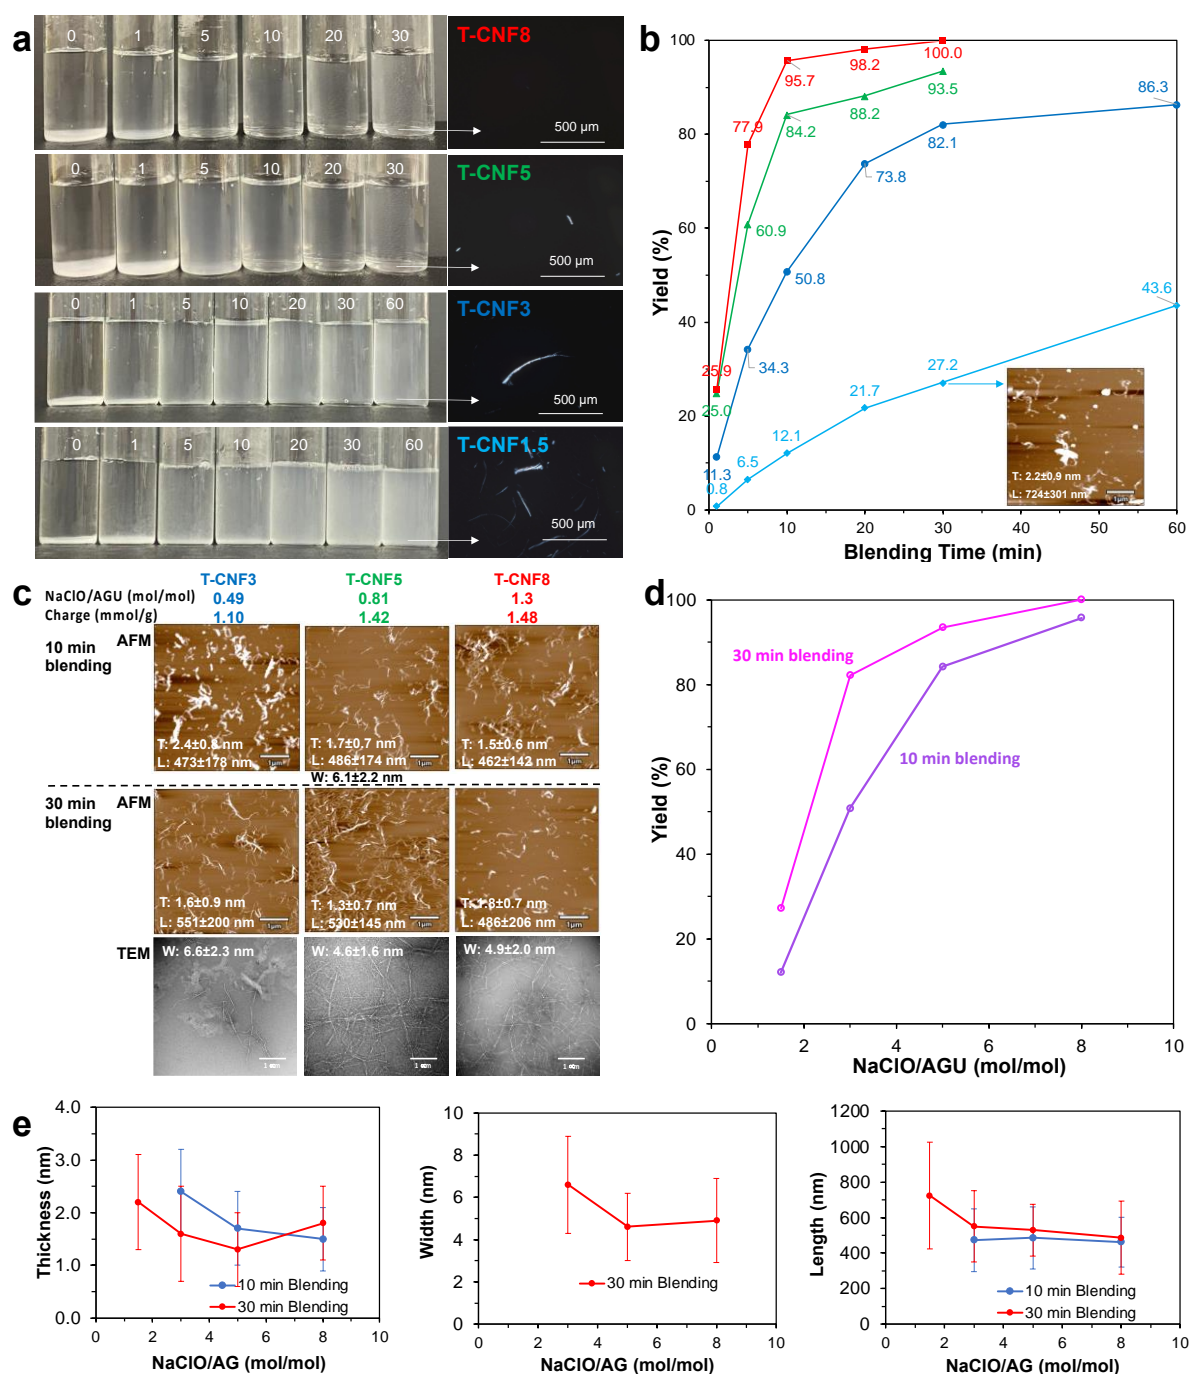 a
0 1 5 10 20 30
T-CNF8
500 µm
0 1 5 10 20 30
T-CNF5
500 µm
0 1 5 10 20 30 60
T-CNF3
500 µm
0 1 5 10 20 30 60
T-CNF1.5
500 µm
b
Yield (%)
100
80
60
40
20
0
0 10 20 30 40 50 60
Blending Time (min)
25.9
77.9
95.7
98.2
100.0
25.0
60.9
84.2
88.2
93.5
11.3
34.3
50.8
73.8
82.1
86.3
0.8
6.5
12.1
21.7
27.2
43.6
T: 2.2±0.9 nm
L: 724±301 nm
1µm
c
T-CNF3 T-CNF5 T-CNF8
NaClO/AGU (mol/mol) 0.49 0.81 1.3
Charge (mmol/g) 1.10 1.42 1.48
10 min blending
AFM
T: 2.4±0.8 nm
L: 473±178 nm
1µm
T: 1.7±0.7 nm
L: 486±174 nm
W: 6.1±2.2 nm
1µm
T: 1.5±0.6 nm
L: 462±142 nm
1µm
30 min blending
AFM
T: 1.6±0.9 nm
L: 551±200 nm
1µm
T: 1.3±0.7 nm
L: 530±145 nm
1µm
T: 1.8±0.7 nm
L: 486±206 nm
1µm
TEM
W: 6.6±2.3 nm
W: 4.6±1.6 nm
W: 4.9±2.0 nm
d
Yield (%)
100
80
60
40
20
0
0 2 4 6 8 10
NaClO/AGU (mol/mol)
30 min blending
10 min blending
e
Thickness (nm)
4.0
3.0
2.0
1.0
0.0
0 2 4 6 8 10
NaClO/AG (mol/mol)
10 min Blending
30 min Blending
Width (nm)
10
8
6
4
2
0
0 2 4 6 8 10
NaClO/AG (mol/mol)
30 min Blending
Length (nm)
1200
1000
800
600
400
200
0
0 2 4 6 8 10
NaClO/AG (mol/mol)
10 min Blending
30 min Blending